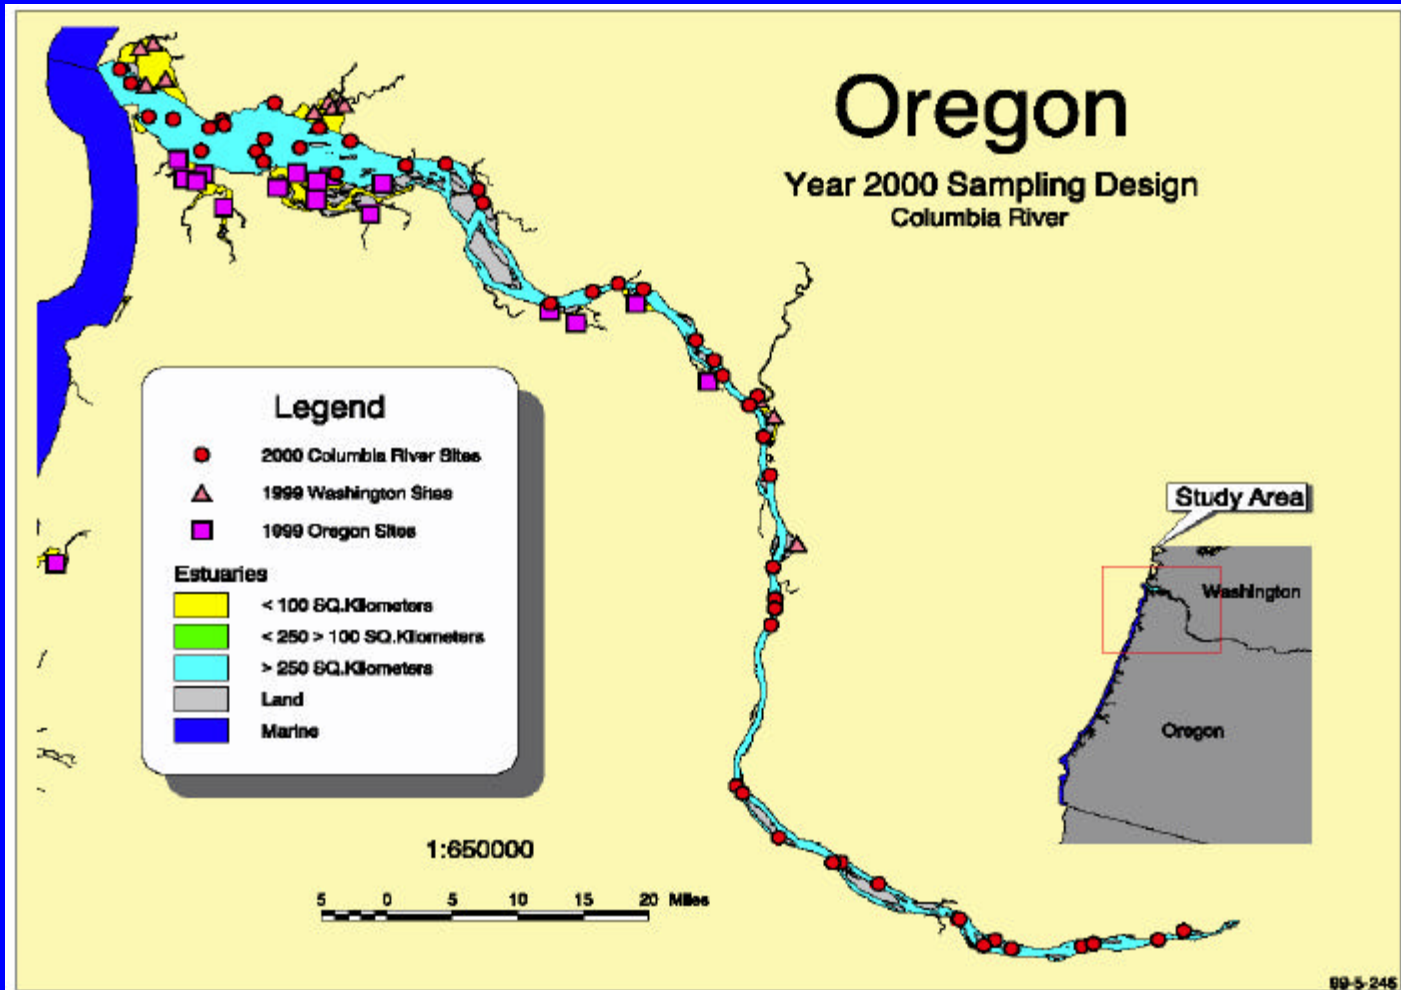 Oregon
Year 2000 Sampling Design
Columbia River
Legend
2000 Columbia River Sites
1999 Washington Sites
1999 Oregon Sites
Estuaries
< 100 SQ.Kilometers
< 250 > 100 SQ.Kilometers
> 250 SQ.Kilometers
Land
Marine
Study Area
Washington
Oregon
1:650000
5 0 5 10 15 20 Miles
99-5-246